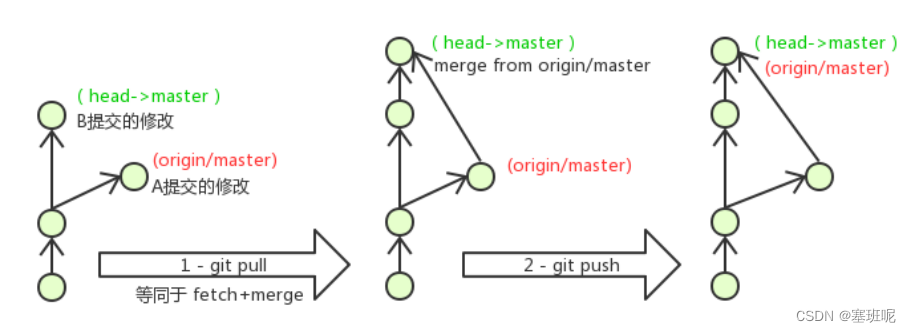 ( head->master )
B提交的修改
(origin/master)
A提交的修改
1 - git pull
等同于 fetch+merge
( head->master )
merge from origin/master
(origin/master)
2 - git push
( head->master )
(origin/master)
CSDN @塞班呢